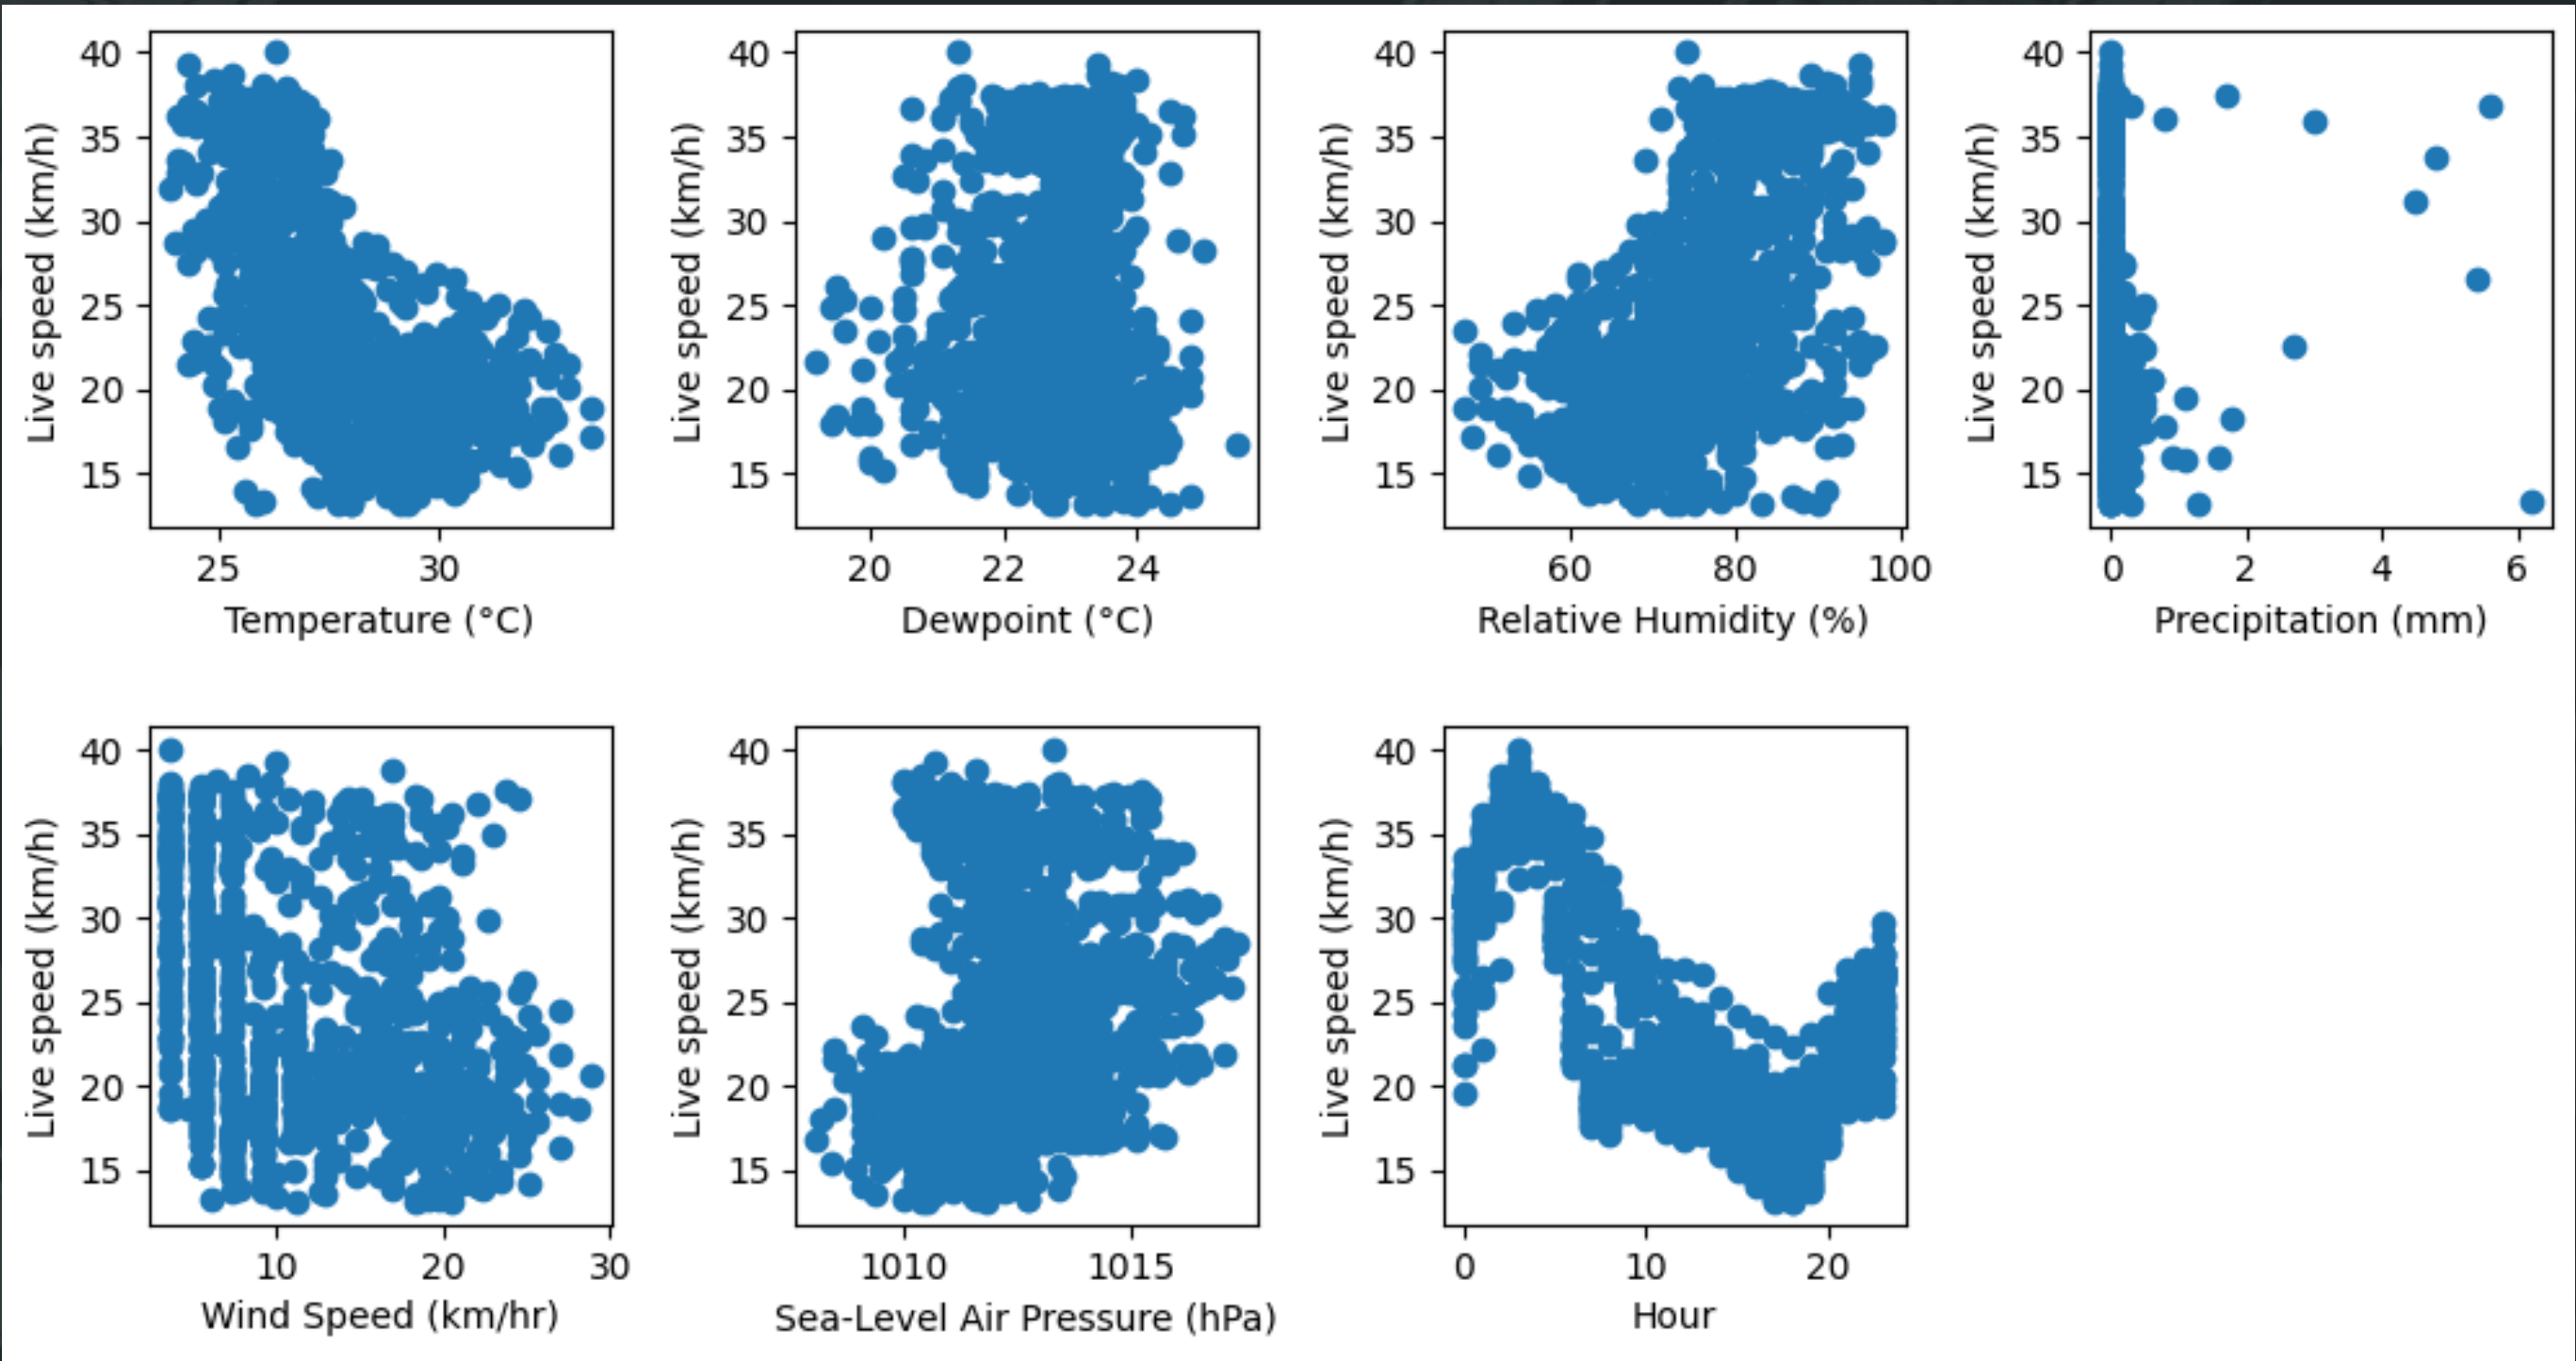 40
35
30
25
20
15
Live speed (km/h)
25 30
Temperature (°C)
40
35
30
25
20
15
Live speed (km/h)
20 22 24
Dewpoint (°C)
40
35
30
25
20
15
Live speed (km/h)
60 80 100
Relative Humidity (%)
40
35
30
25
20
15
Live speed (km/h)
0 2 4 6
Precipitation (mm)
40
35
30
25
20
15
Live speed (km/h)
10 20 30
Wind Speed (km/hr)
40
35
30
25
20
15
Live speed (km/h)
1010 1015
Sea-Level Air Pressure (hPa)
40
35
30
25
20
15
Live speed (km/h)
0 10 20
Hour